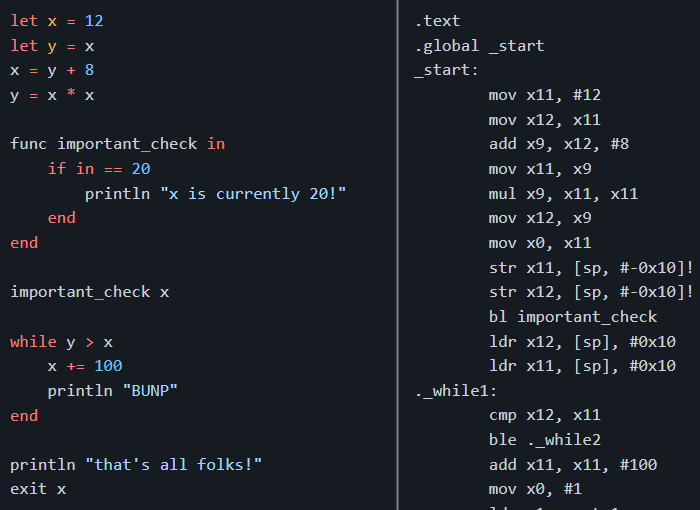 let x = 12
let y = x
x = y + 8
y = x * x
func important_check in
if in == 20
println "x is currently 20!"
end
end
important_check x
while y > x
x += 100
println "BUNP"
end
println "that's all folks!"
exit x
.text
.global _start
_start:
mov x11, #12
mov x12, x11
add x9, x12, #8
mov x11, x9
mul x9, x11, x11
mov x12, x9
mov x0, x11
str x11, [sp, #-0x10]!
str x12, [sp, #-0x10]!
bl important_check
ldr x12, [sp], #0x10
ldr x11, [sp], #0x10
._while1:
cmp x12, x11
ble ._while2
add x11, x11, #100
mov x0, #1